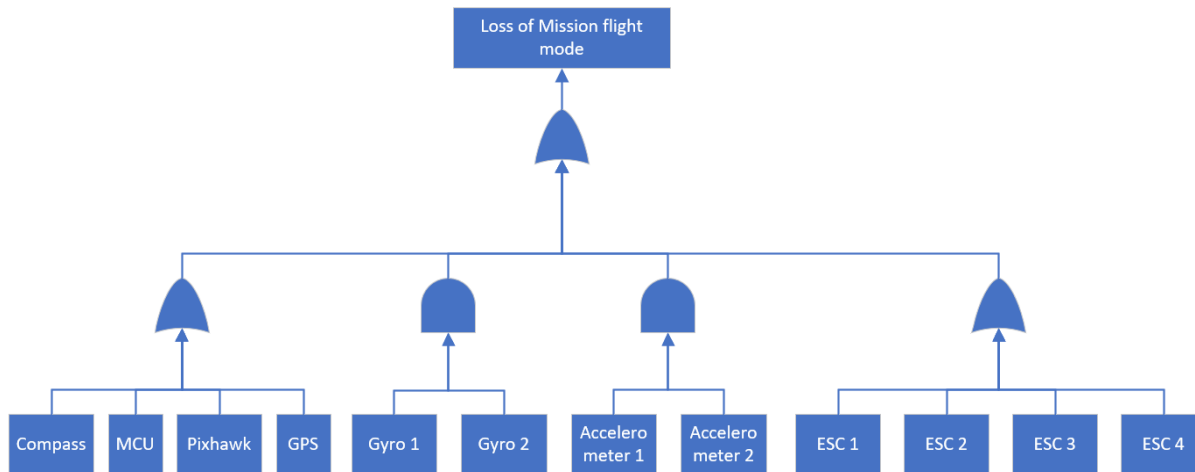 Loss of Mission flight
mode
Compass
MCU
Pixhawk
GPS
Gyro 1
Gyro 2
Accelero
meter 1
Accelero
meter 2
ESC 1
ESC 2
ESC 3
ESC 4